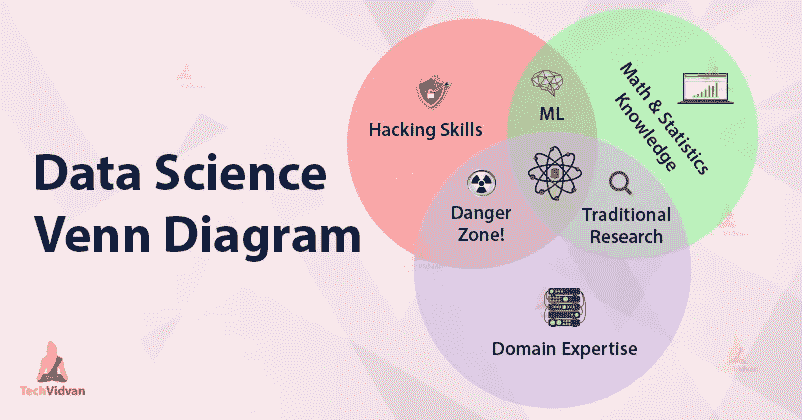 Data Science
Venn Diagram
Hacking Skills
ML
Math & Statistics
Knowledge
Danger
Zone!
Traditional
Research
Domain Expertise
TechVidvan